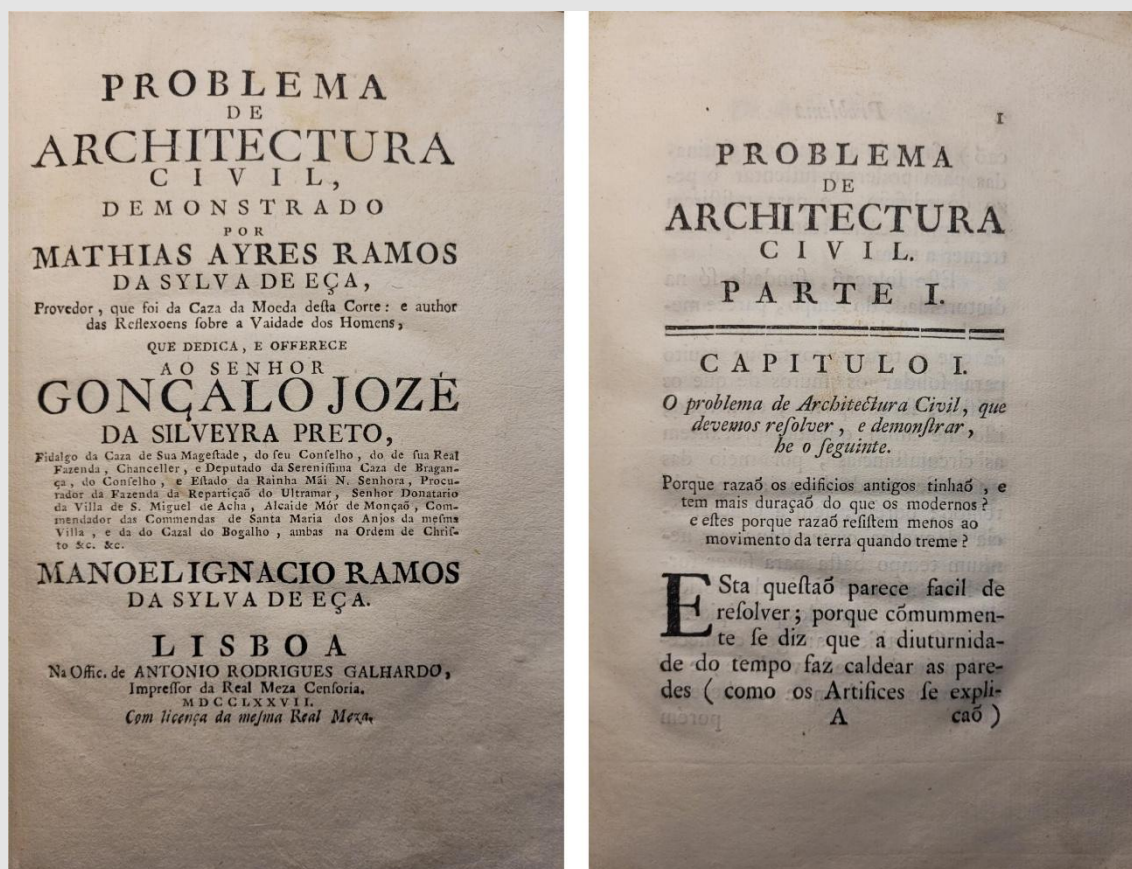 PROBLEMA
DE
ARCHITECTURA
CIVIL,
DEMONSTRADO
POR
MATHIAS AYRES RAMOS
DA SYLVA DE EÇA,
Provedor, que foi da Caza da Moeda deſta Corte: e author
das Reflexoens ſobre a Vaidade dos Homens,
QUE DEDICA, E OFFERECE
AO SENHOR
GONÇALO JOZÉ
DA SILVEYRA PRETO,
Fidalgo da Caza de Sua Mageſtade, do ſeu Conſelho, do de ſua Real
Fazenda, Chanceller, e Deputado da Sereniſſima Caza de Bragan-
ça, do Conſelho, e Eſtado da Rainha Mãi N. Senhora, Procu-
rador da Fazenda da Repartiçaõ do Ultramar, Senhor Donatario
da Villa de S. Miguel de Acha, Alcaide Mór de Monçaõ, Com-
mendador das Commendas de Santa Maria dos Anjos da meſma
Villa, e da do Cazal do Bogalho, ambas na Ordem de Chriſ-
to &c. &c.
MANOEL IGNACIO RAMOS
DA SYLVA DE EÇA.
LISBOA
Na Offic. de ANTONIO RODRIGUES GALHARDO,
Impreſſor da Real Meza Cenſoria.
MDCCLXXVII.
Com licença da meſma Real Meza.
1
PROBLEMA
DE
ARCHITECTURA
CIVIL.
PARTE I.
CAPITULO I.
O problema de Architectura Civil, que
devemos reſolver, e demonſtrar,
he o ſeguinte.
Porque razaõ os edificios antigos tinhaõ, e
tem mais duraçaõ do que os modernos?
e eſtes porque razaõ reſiſtem menos ao
movimento da terra quando treme?
ESta queſtaõ parece facil de
reſolver; porque cõmummen-
te ſe diz que a diuturnida-
de do tempo faz caldear as pare-
des ( como os Artifices ſe expli-
A caõ )